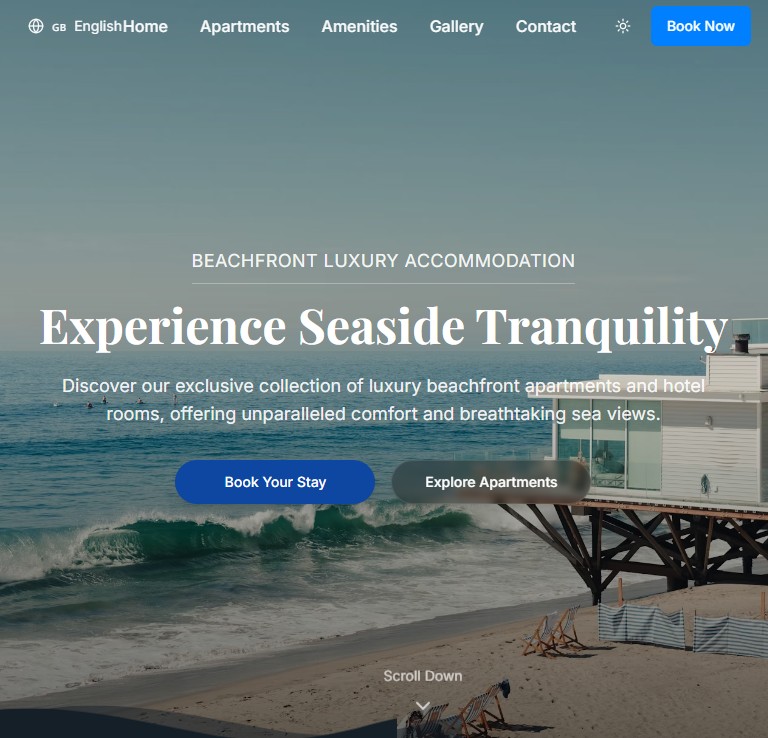 GB English Home Apartments Amenities Gallery Contact Book Now
BEACHFRONT LUXURY ACCOMMODATION
Experience Seaside Tranquility
Discover our exclusive collection of luxury beachfront apartments and hotel
rooms, offering unparalleled comfort and breathtaking sea views.
Book Your Stay Explore Apartments
Scroll Down